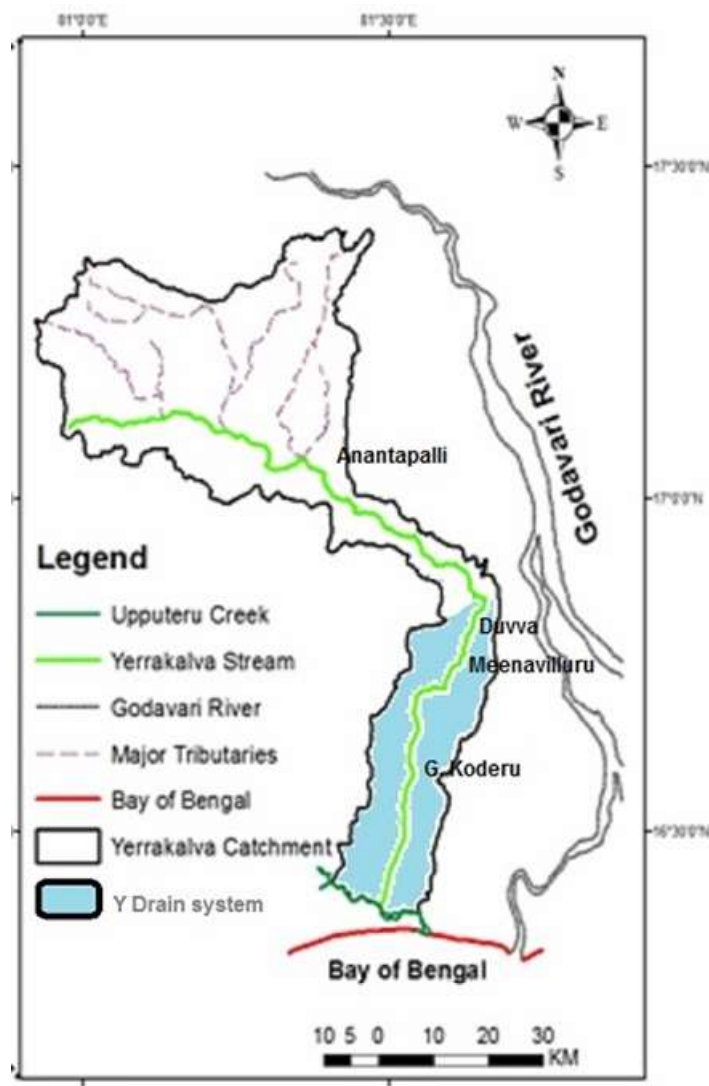 81°0'0"E
81°30'0"E
N
W
E
S
17°30'0"N
Godavari River
Anantapalli
17°0'0"N
Legend
Upputeru Creek
Yerrakalva Stream
Godavari River
Major Tributaries
Bay of Bengal
Yerrakalva Catchment
Y Drain system
Duvva
Meenavilluru
G. Koderu
16°30'0"N
Bay of Bengal
10 5 0 10 20 30
KM